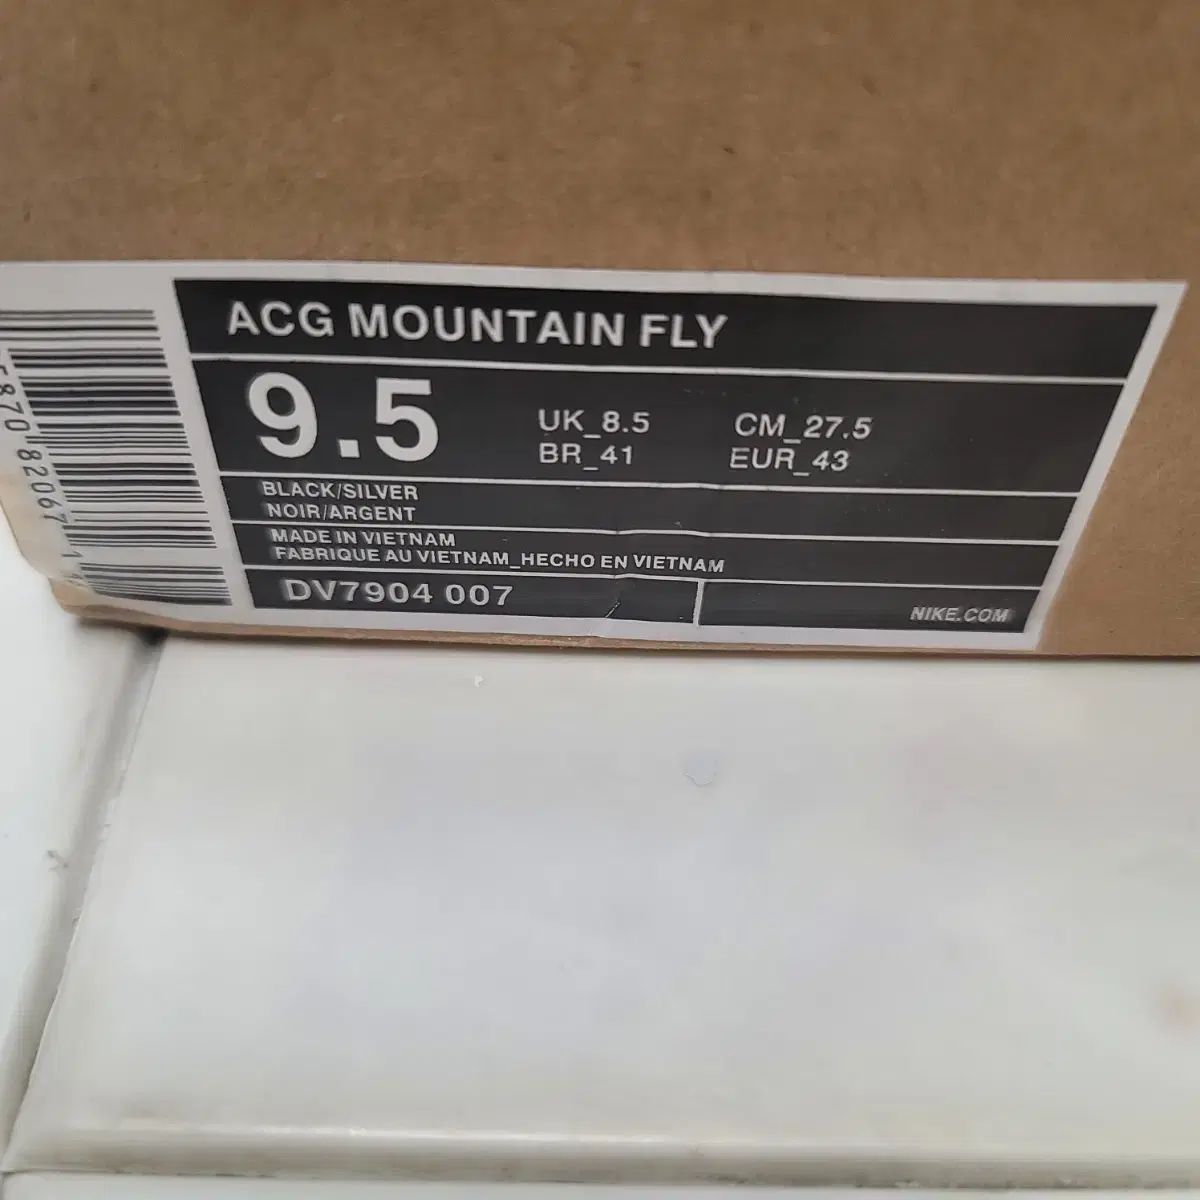 ACG MOUNTAIN FLY
9.5
UK_8.5
CM_27.5
BR_41
EUR_43
BLACK/SILVER
NOIR/ARGENT
MADE IN VIETNAM
FABRIQUE AU VIETNAM_HECHO EN VIETNAM
DV7904 007
NIKE.COM